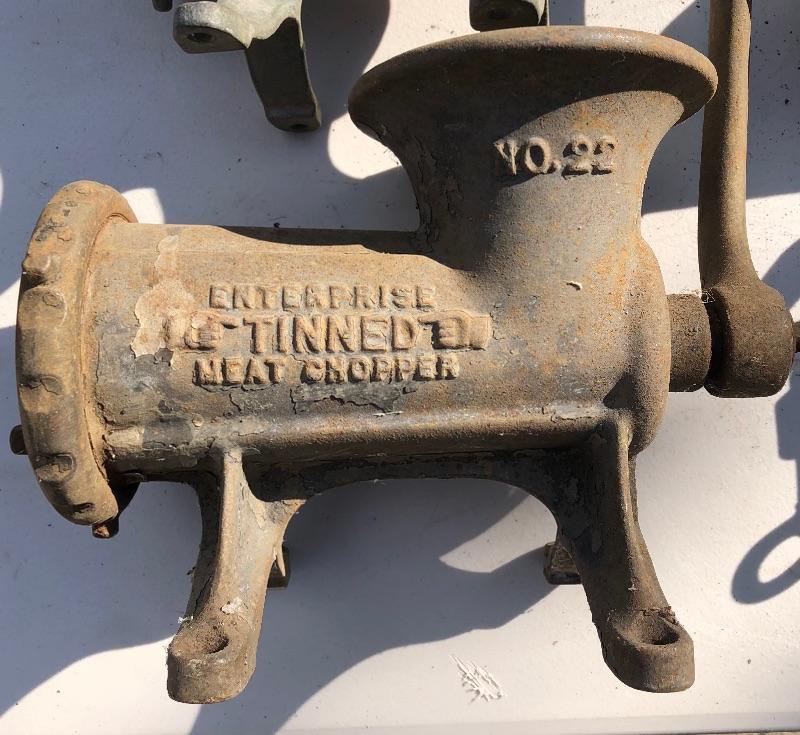 NO.22
ENTERPRISE
TINNED
MEAT CHOPPER